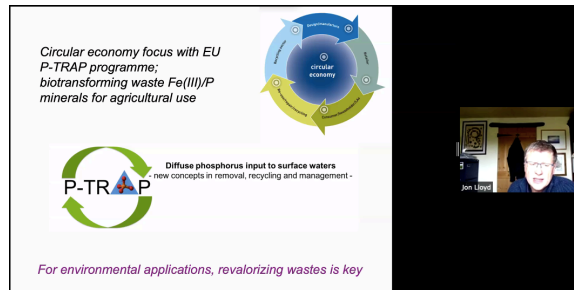 Circular economy focus with EU
P-TRAP programme;
biotransforming waste Fe(III)/P
minerals for agricultural use
circular
economy
Diffuse phosphorus input to surface waters
- new concepts in removal, recycling and management -
P-TRAP
For environmental applications, revalorizing wastes is key
Jon Lloyd